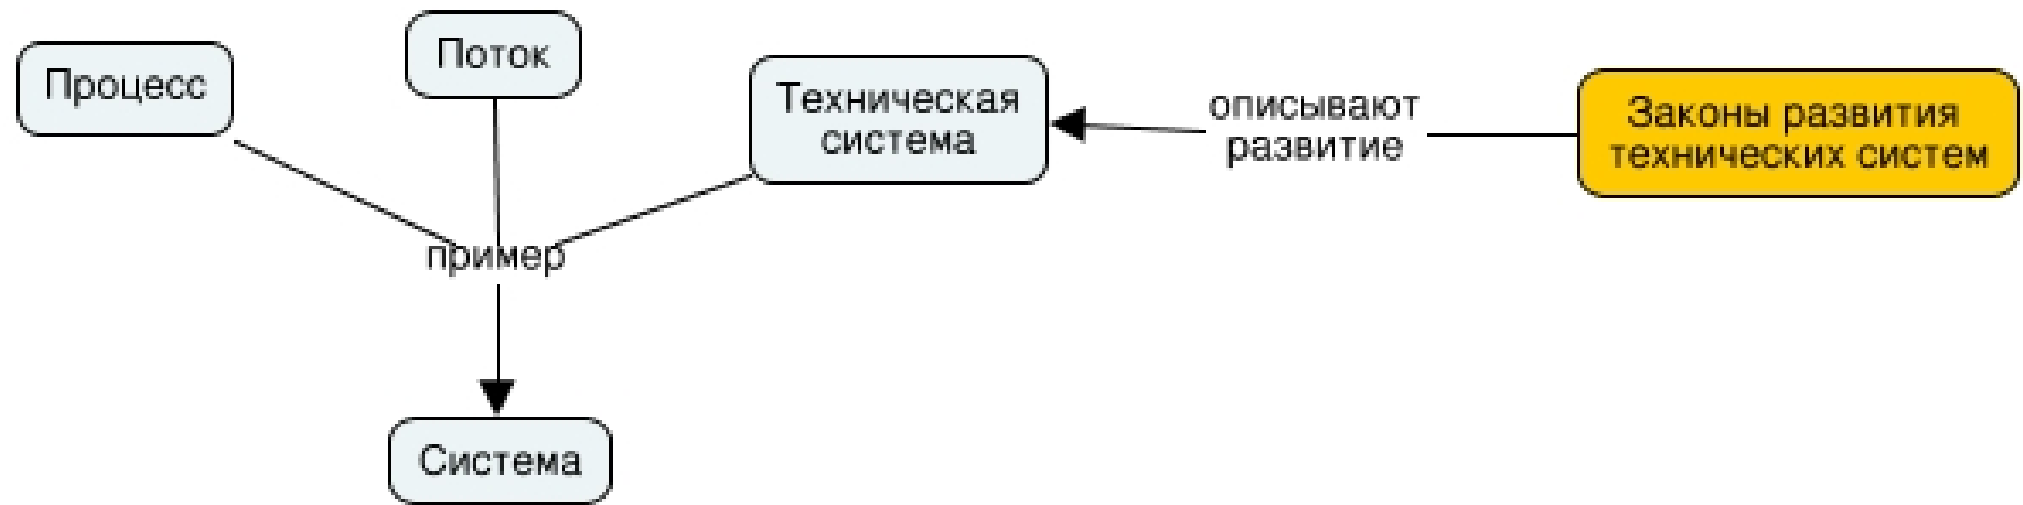 Процесс
Поток
Техническая
система
описывают
развитие
Законы развития
технических систем
пример
Система